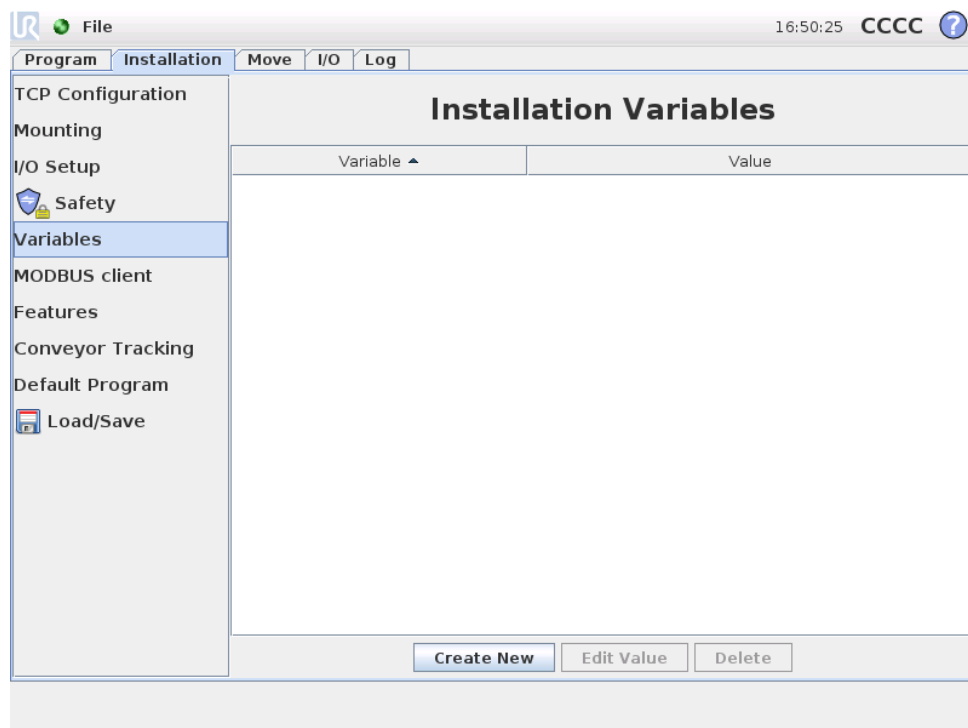 UR File 16:50:25 CCCC ?
Program Installation Move I/O Log
TCP Configuration
Mounting
I/O Setup
Safety
Variables
MODBUS client
Features
Conveyor Tracking
Default Program
Load/Save
Installation Variables
Variable Value
Create New Edit Value Delete